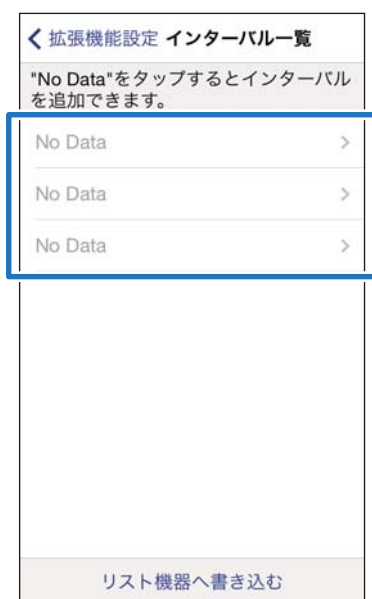 拡張機能設定 インターバル一覧
"No Data"をタップするとインターバル
を追加できます。
No Data
No Data
No Data
リスト機器へ書き込む